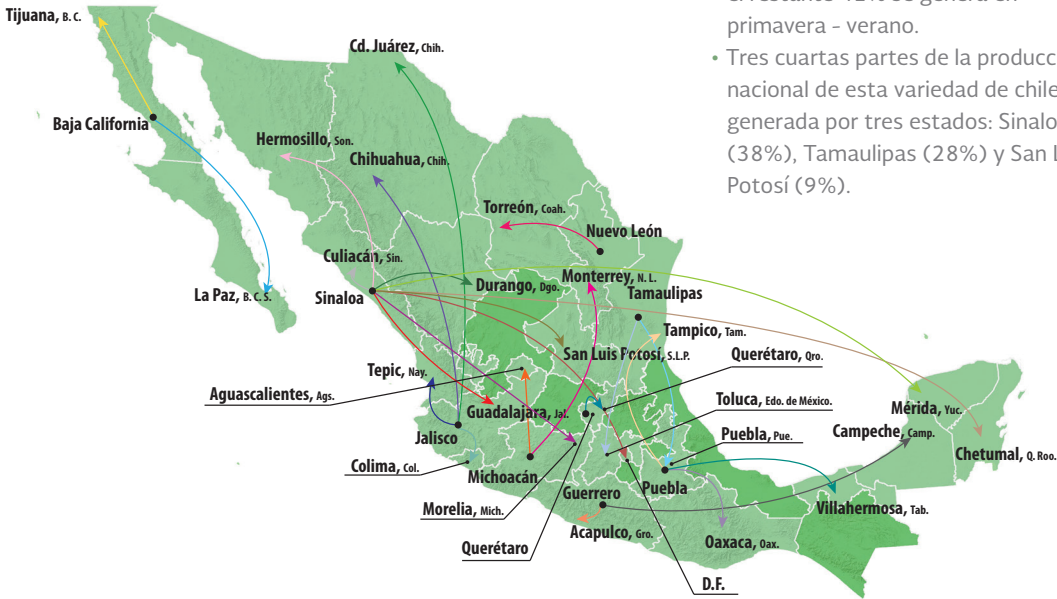 primavera - verano.
• Tres cuartas partes de la
nacional de esta variedad de chile
generada por tres estados:
(38%), Tamaulipas (28%) y San
Potosí (9%).
Tijuana, B. C.
Cd. Juárez, Chih.
Baja California
Hermosillo, Son.
Chihuahua, Chih.
Torreón, Coah.
Nuevo León
Culiacán, Sin.
Monterrey, N. L.
La Paz, B. C. S.
Sinaloa
Durango, Dgo.
Tamaulipas
Tampico, Tam.
San Luis Potosí, S.L.P.
Querétaro, Qro.
Tepic, Nay.
Aguascalientes, Ags.
Toluca, Edo. de México.
Guadalajara, Jal.
Mérida, Yuc.
Jalisco
Puebla, Pue.
Campeche, Camp.
Chetumal, Q. Roo.
Colima, Col.
Michoacán
Guerrero
Puebla
Morelia, Mich.
Villahermosa, Tab.
Acapulco, Gro.
Oaxaca, Oax.
Querétaro
D.F.